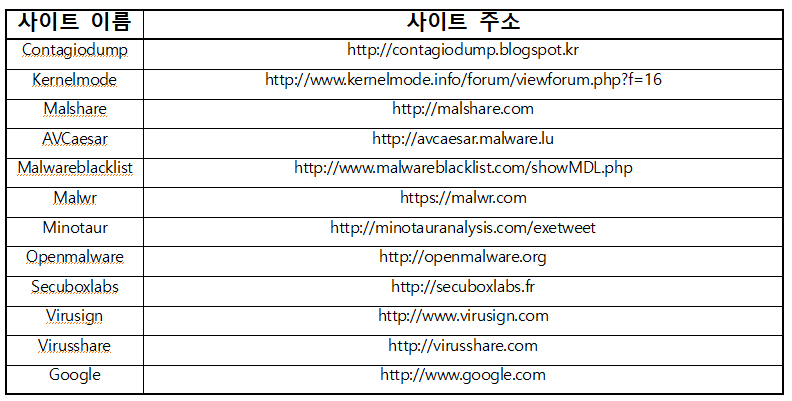 사이트 이름 사이트 주소
Contagiodump http://contagiodump.blogspot.kr
Kernelmode http://www.kernelmode.info/forum/viewforum.php?f=16
Malshare http://malshare.com
AVCaesar http://avcaesar.malware.lu
Malwareblacklist http://www.malwareblacklist.com/showMDL.php
Malwr https://malwr.com
Minotaur http://minotauranalysis.com/exetweet
Openmalware http://openmalware.org
Secuboxlabs http://secuboxlabs.fr
Virusign http://www.virusign.com
Virusshare http://virusshare.com
Google http://www.google.com